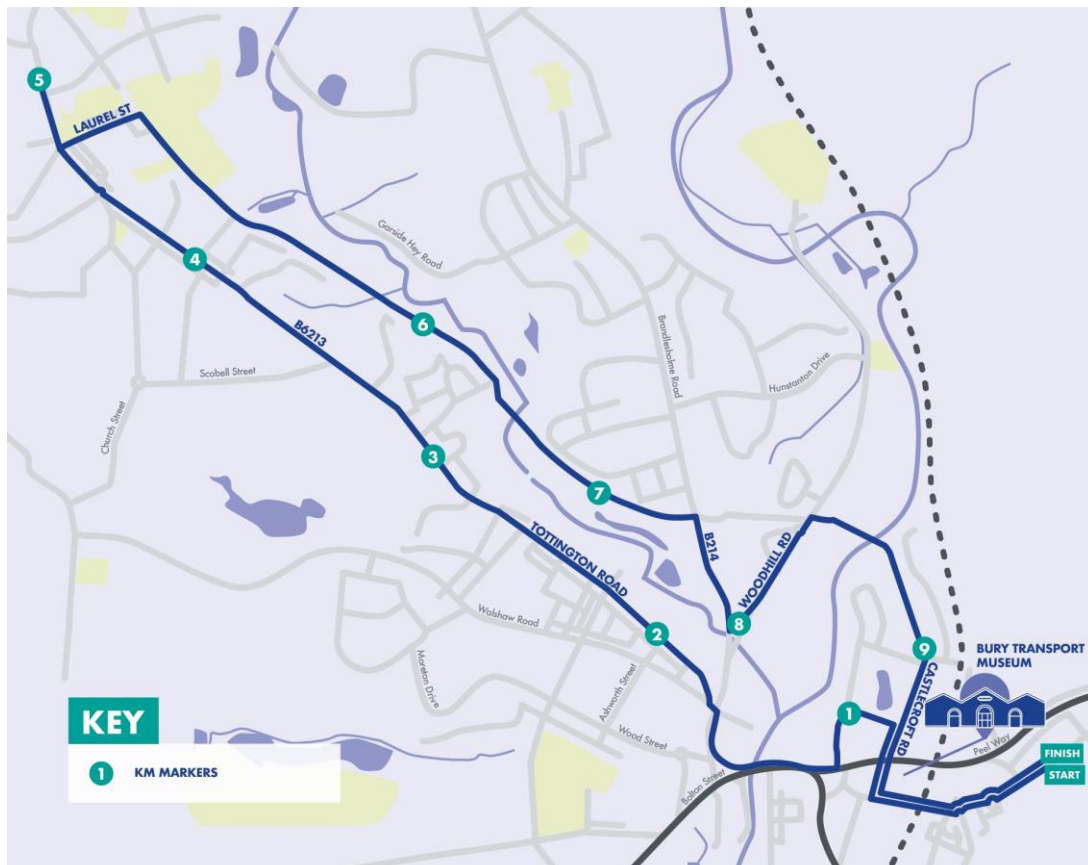 5
LAUREL ST
Garside Hey Road
4
B6213
6
Brandlesholme Road
Scobell Street
Hunstanton Drive
Church Street
3
7
TOTTINGTON ROAD
B214
WOODHILL RD
8
Walshaw Road
2
9
BURY TRANSPORT
MUSEUM
Moreton Drive
Ashworth Street
CASTLECROFT RD
KEY
1
Wood Street
Peel Way
FINISH
START
1 KM MARKERS
Bolton Street